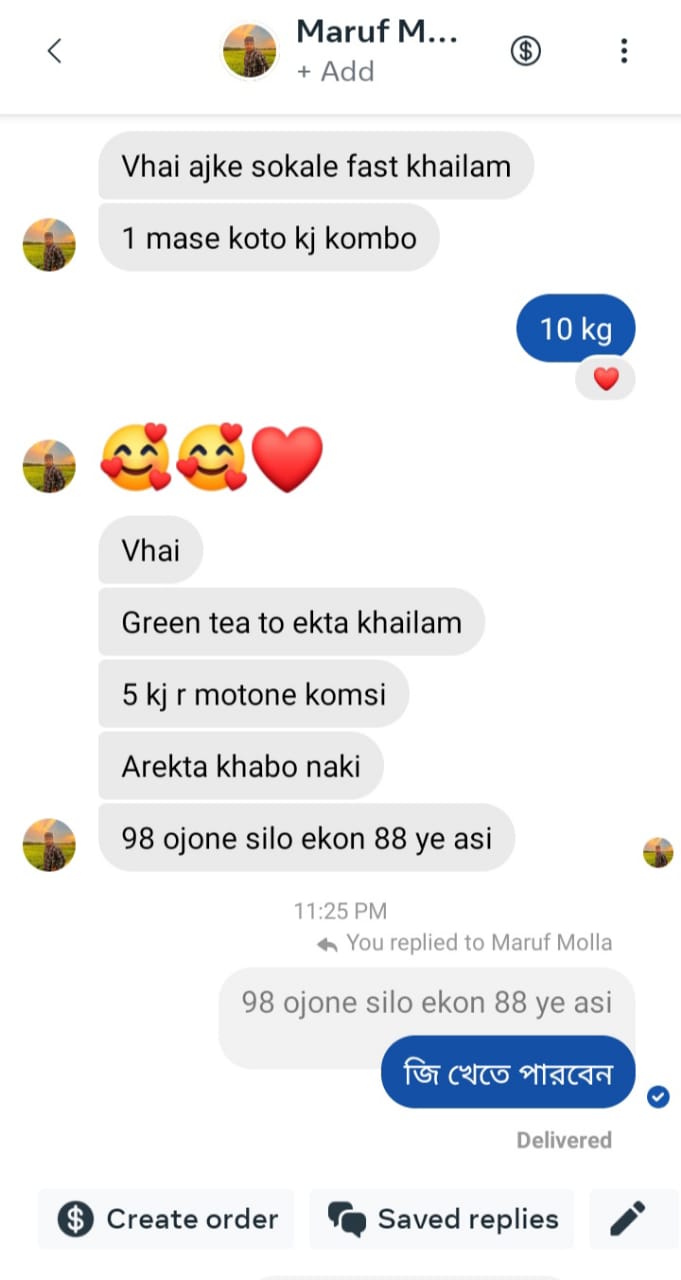 Maruf M...
+ Add
Vhai ajke sokale fast khailam
1 mase koto kj kombo
10 kg
Vhai
Green tea to ekta khailam
5 kj r motone komsi
Arekta khabo naki
98 ojone silo ekon 88 ye asi
11:25 PM
You replied to Maruf Molla
98 ojone silo ekon 88 ye asi
জি খেতে পারবেন
Delivered
Create order
Saved replies